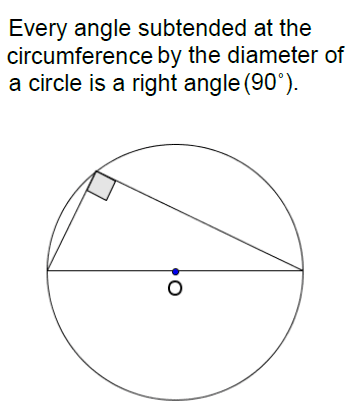 Every angle subtended at the
circumference by the diameter of
a circle is a right angle (90°).
O